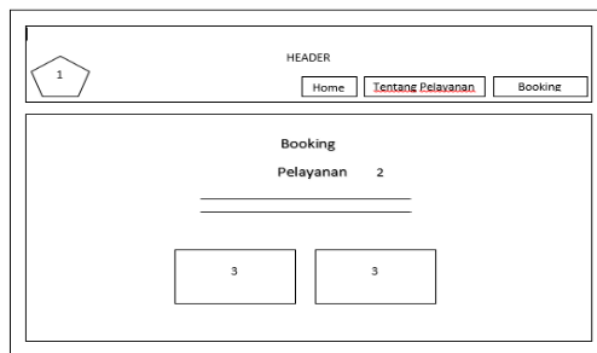 HEADER
1
Home Tentang Pelayanan Booking
Booking
Pelayanan 2
3 3